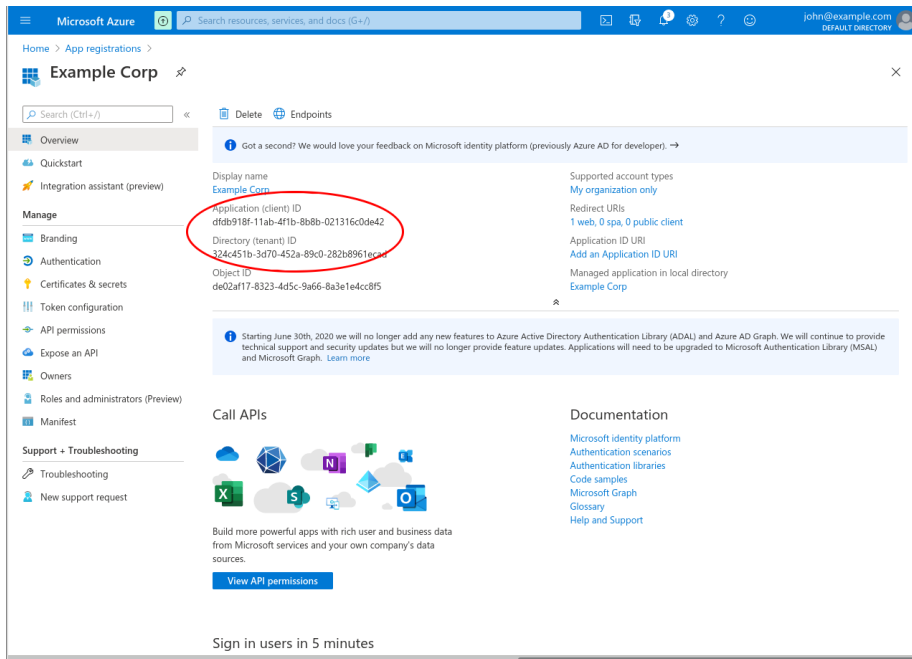 Microsoft Azure
Search resources, services, and docs (G+/)
1
john@example.com
DEFAULT DIRECTORY
Home > App registrations >
Example Corp
Search (Ctrl+/)
«
Delete
Endpoints
Overview
Quickstart
Integration assistant (preview)
Manage
Branding
Authentication
Certificates & secrets
Token configuration
API permissions
Expose an API
Owners
Roles and administrators (Preview)
Manifest
Support + Troubleshooting
Troubleshooting
New support request
Got a second? We would love your feedback on Microsoft identity platform (previously Azure AD for developer). →
Display name
Example Corp
Application (client) ID
dfdb918f-11ab-4f1b-8b8b-021316c0de42
Directory (tenant) ID
324c451b-3d70-452a-89c0-282b8961ecad
Object ID
de02af17-8323-4d5c-9a66-8a3e1e4cc8f5
Supported account types
My organization only
Redirect URIs
1 web, 0 spa, 0 public client
Application ID URI
Add an Application ID URI
Managed application in local directory
Example Corp
Starting June 30th, 2020 we will no longer add any new features to Azure Active Directory Authentication Library (ADAL) and Azure AD Graph. We will continue to provide
technical support and security updates but we will no longer provide feature updates. Applications will need to be upgraded to Microsoft Authentication Library (MSAL)
and Microsoft Graph. Learn more
Call APIs
N
X
S
O
Build more powerful apps with rich user and business data
from Microsoft services and your own company's data
sources.
View API permissions
Documentation
Microsoft identity platform
Authentication scenarios
Authentication libraries
Code samples
Microsoft Graph
Glossary
Help and Support
Sign in users in 5 minutes